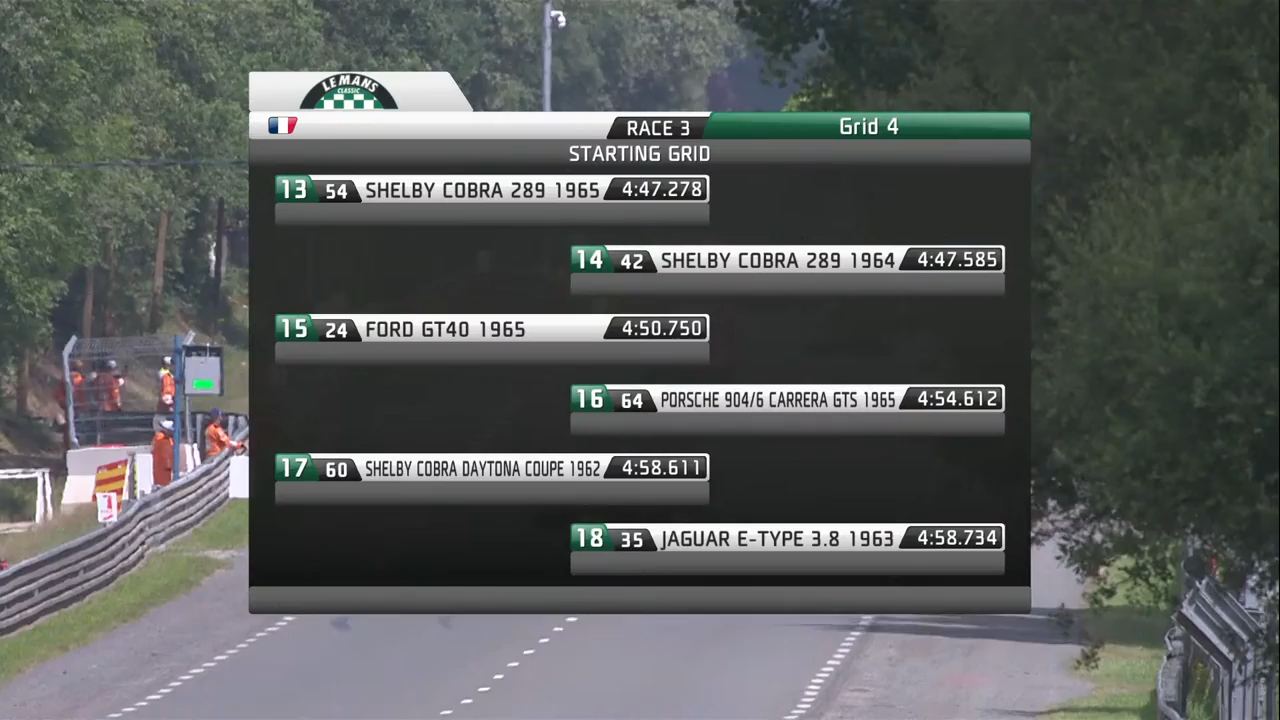 LE MANS
CLASSIC
RACE 3 Grid 4
STARTING GRID
13 54 SHELBY COBRA 289 1965 4:47.278
14 42 SHELBY COBRA 289 1964 4:47.585
15 24 FORD GT40 1965 4:50.750
16 64 PORSCHE 904/6 CARRERA GTS 1965 4:54.612
17 60 SHELBY COBRA DAYTONA COUPE 1962 4:58.611
18 35 JAGUAR E-TYPE 3.8 1963 4:58.734